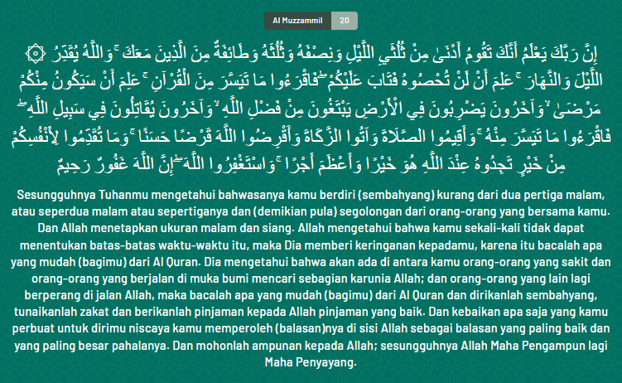 Al Muzzammil 20
إِنَّ رَبَّكَ يَعْلَمُ أَنَّكَ تَقُومُ أَدْنَىٰ مِنْ ثُلُثَيِ اللَّيْلِ وَنِصْفَهُ وَثُلُثَهُ وَطَائِفَةٌ مِنَ الَّذِينَ مَعَكَ ۚ وَاللَّهُ يُقَدِّرُ ۞
اللَّيْلَ وَالنَّهَارَ ۚ عَلِمَ أَنْ لَنْ تُحْصُوهُ فَتَابَ عَلَيْكُمْ ۖ فَاقْرَءُوا مَا تَيَسَّرَ مِنَ الْقُرْآنِ ۚ عَلِمَ أَنْ سَيَكُونُ مِنْكُمْ
مَرْضَىٰ ۙ وَآخَرُونَ يَضْرِبُونَ فِي الْأَرْضِ يَبْتَغُونَ مِنْ فَضْلِ اللَّهِ ۙ وَآخَرُونَ يُقَاتِلُونَ فِي سَبِيلِ اللَّهِ ۖ
فَاقْرَءُوا مَا تَيَسَّرَ مِنْهُ ۚ وَأَقِيمُوا الصَّلَاةَ وَآتُوا الزَّكَاةَ وَأَقْرِضُوا اللَّهَ قَرْضًا حَسَنًا ۚ وَمَا تُقَدِّمُوا لِأَنْفُسِكُمْ
مِنْ خَيْرٍ تَجِدُوهُ عِنْدَ اللَّهِ هُوَ خَيْرًا وَأَعْظَمَ أَجْرًا ۚ وَاسْتَغْفِرُوا اللَّهَ ۖ إِنَّ اللَّهَ غَفُورٌ رَحِيمٌ
Sesungguhnya Tuhanmu mengetahui bahwasanya kamu berdiri (sembahyang) kurang dari dua pertiga malam,
atau seperdua malam atau sepertiganya dan (demikian pula) segolongan dari orang-orang yang bersama kamu.
Dan Allah menetapkan ukuran malam dan siang. Allah mengetahui bahwa kamu sekali-kali tidak dapat
menentukan batas-batas waktu-waktu itu, maka Dia memberi keringanan kepadamu, karena itu bacalah apa
yang mudah (bagimu) dari Al Quran. Dia mengetahui bahwa akan ada di antara kamu orang-orang yang sakit dan
orang-orang yang berjalan di muka bumi mencari sebagian karunia Allah; dan orang-orang yang lain lagi
berperang di jalan Allah, maka bacalah apa yang mudah (bagimu) dari Al Quran dan dirikanlah sembahyang,
tunaikanlah zakat dan berikanlah pinjaman kepada Allah pinjaman yang baik. Dan kebaikan apa saja yang kamu
perbuat untuk dirimu niscaya kamu memperoleh (balasan)nya di sisi Allah sebagai balasan yang paling baik dan
yang paling besar pahalanya. Dan mohonlah ampunan kepada Allah; sesungguhnya Allah Maha Pengampun lagi
Maha Penyayang.